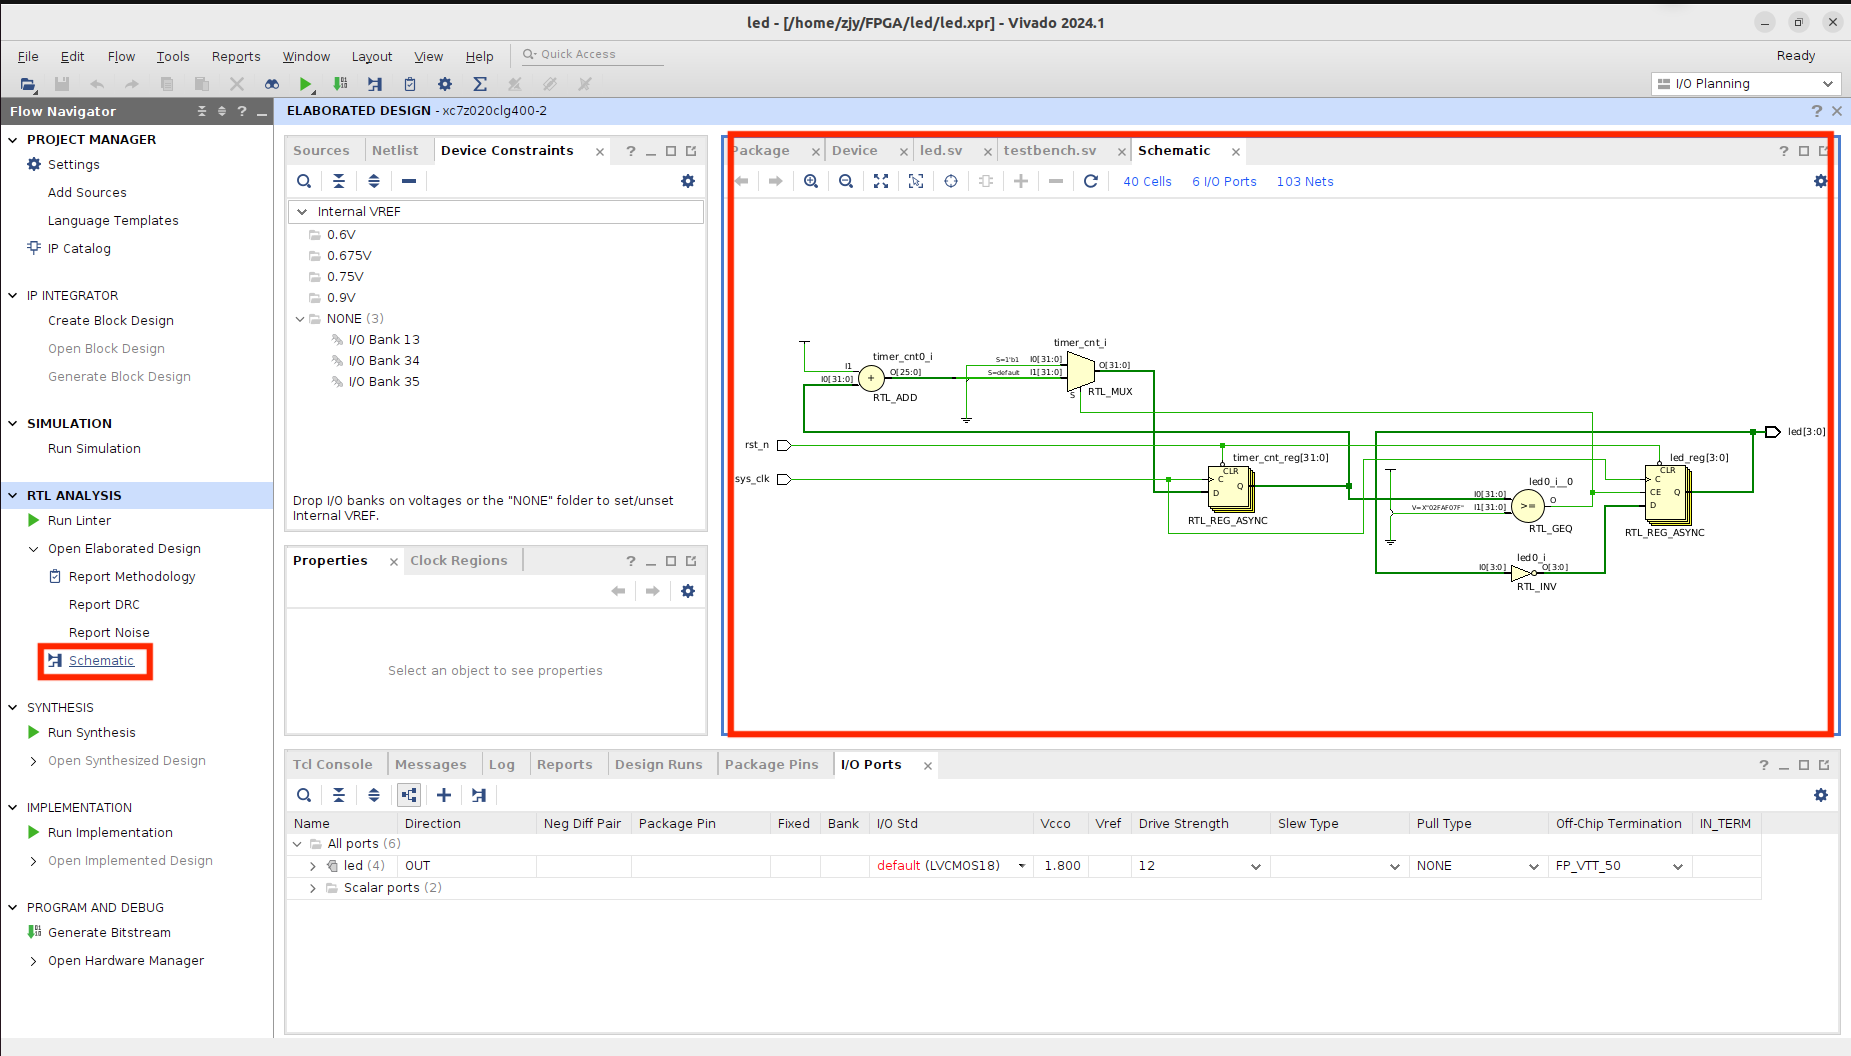 led - [/home/zjy/FPGA/led/led.xpr] - Vivado 2024.1
File Edit Flow Tools Reports Window Layout View Help Quick Access
Ready
I/O Planning
Flow Navigator
ELABORATED DESIGN - xc7z020clg400-2
PROJECT MANAGER
Settings
Add Sources
Language Templates
IP Catalog
IP INTEGRATOR
Create Block Design
Open Block Design
Generate Block Design
SIMULATION
Run Simulation
RTL ANALYSIS
Run Linter
Open Elaborated Design
Report Methodology
Report DRC
Report Noise
Schematic
SYNTHESIS
Run Synthesis
Open Synthesized Design
IMPLEMENTATION
Run Implementation
Open Implemented Design
PROGRAM AND DEBUG
Generate Bitstream
Open Hardware Manager
Sources Netlist Device Constraints
Internal VREF
0.6V
0.675V
0.75V
0.9V
NONE (3)
I/O Bank 13
I/O Bank 34
I/O Bank 35
Drop I/O banks on voltages or the "NONE" folder to set/unset
Internal VREF.
Properties Clock Regions
Select an object to see properties
Package Device led.sv testbench.sv Schematic
40 Cells 6 I/O Ports 103 Nets
timer_cnt0_i
I1
I0[31:0]
+
O[25:0]
RTL_ADD
timer_cnt_i
S=1'b1 I0[31:0]
S=default I1[31:0]
O[31:0]
S
RTL_MUX
rst_n
sys_clk
timer_cnt_reg[31:0]
CLR
C
D
Q
RTL_REG_ASYNC
led0_i__0
I0[31:0]
V=X"02FAF07F" I1[31:0]
>=
O
RTL_GEQ
led0_i
I0[3:0]
O[3:0]
RTL_INV
led_reg[3:0]
CLR
C
CE
D
Q
RTL_REG_ASYNC
led[3:0]
Tcl Console Messages Log Reports Design Runs Package Pins I/O Ports
Name Direction Neg Diff Pair Package Pin Fixed Bank I/O Std Vcco Vref Drive Strength Slew Type Pull Type Off-Chip Termination IN_TERM
All ports (6)
led (4) OUT default (LVCMOS18) 1.800 12 NONE FP_VTT_50
Scalar ports (2)